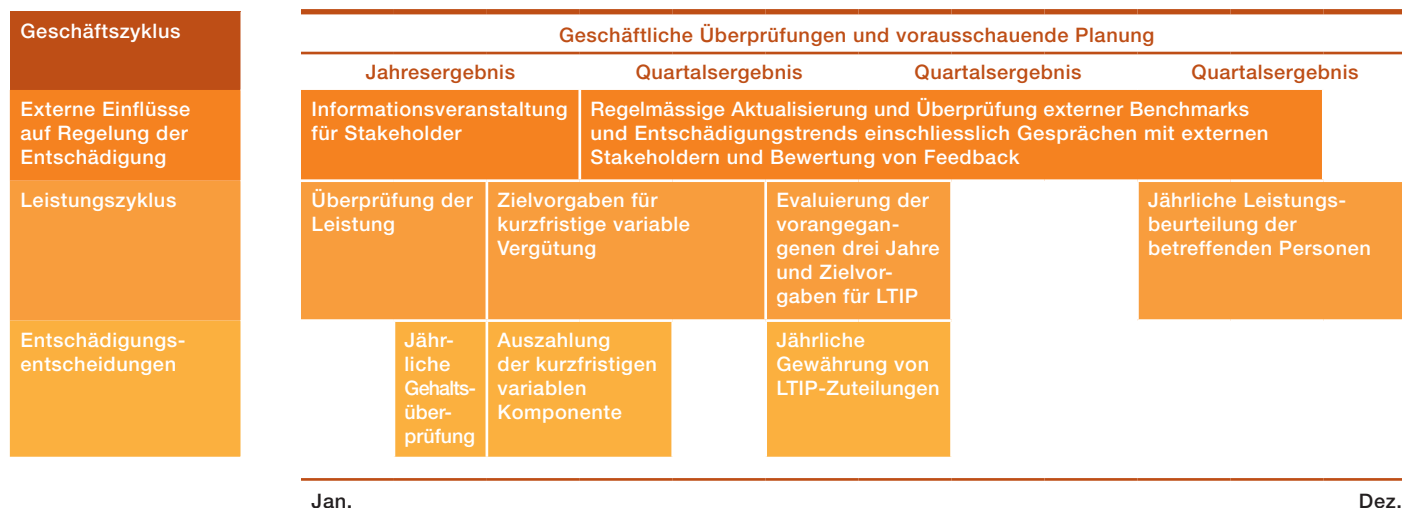 Geschäftszyklus
Geschäftliche Überprüfungen und vorausschauende Planung
Jahresergebnis
Quartalsergebnis
Quartalsergebnis
Quartalsergebnis
Externe Einflüsse
auf Regelung der
Entschädigung
Informationsveranstaltung
für Stakeholder
Regelmässige Aktualisierung und Überprüfung externer Benchmarks
und Entschädigungstrends einschliesslich Gesprächen mit externen
Stakeholdern und Bewertung von Feedback
Leistungszyklus
Überprüfung der
Leistung
Zielvorgaben für
kurzfristige variable
Vergütung
Evaluierung der
vorangegan-
genen drei Jahre
und Zielvor-
gaben für LTIP
Jährliche Leistungs-
beurteilung der
betreffenden Personen
Entschädigungs-
entscheidungen
Jähr-
liche
Gehalts-
über-
prüfung
Auszahlung
der kurzfristigen
variablen
Komponente
Jährliche
Gewährung von
LTIP-Zuteilungen
Jan.
Dez.